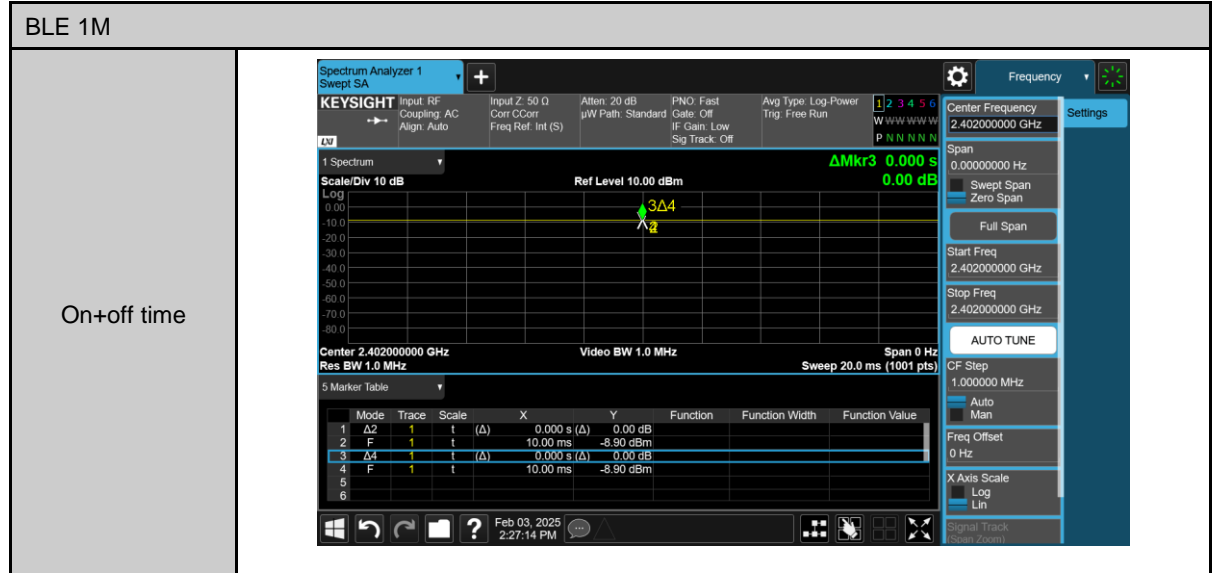 BLE 1M
On+off time
Spectrum Analyzer 1
Swept SA
+
Frequency
KEYSIGHT
Input: RF
Coupling: AC
Align: Auto
Input Z: 50 Ω
Corr CCorr
Freq Ref: Int (S)
Atten: 20 dB
µW Path: Standard
PNO: Fast
Gate: Off
IF Gain: Low
Sig Track: Off
Avg Type: Log-Power
Trig: Free Run
1 2 3 4 5 6
W W W W W W
P N N N N N
LXI
1 Spectrum
ΔMkr3 0.000 s
0.00 dB
Scale/Div 10 dB
Ref Level 10.00 dBm
Log
0.00
-10.0
-20.0
-30.0
-40.0
-50.0
-60.0
-70.0
-80.0
3Δ4
Center 2.402000000 GHz
Video BW 1.0 MHz
Span 0 Hz
Res BW 1.0 MHz
Sweep 20.0 ms (1001 pts)
5 Marker Table
Mode Trace Scale X Y Function Function Width Function Value
1 Δ2 1 t (Δ) 0.000 s (Δ) 0.00 dB
2 F 1 t 10.00 ms -8.90 dBm
3 Δ4 1 t (Δ) 0.000 s (Δ) 0.00 dB
4 F 1 t 10.00 ms -8.90 dBm
5
6
?
Feb 03, 2025
2:27:14 PM
Center Frequency
2.402000000 GHz
Settings
Span
0.00000000 Hz
Swept Span
Zero Span
Full Span
Start Freq
2.402000000 GHz
Stop Freq
2.402000000 GHz
AUTO TUNE
CF Step
1.000000 MHz
Auto
Man
Freq Offset
0 Hz
X Axis Scale
Log
Lin
Signal Track
(Span Zoom)